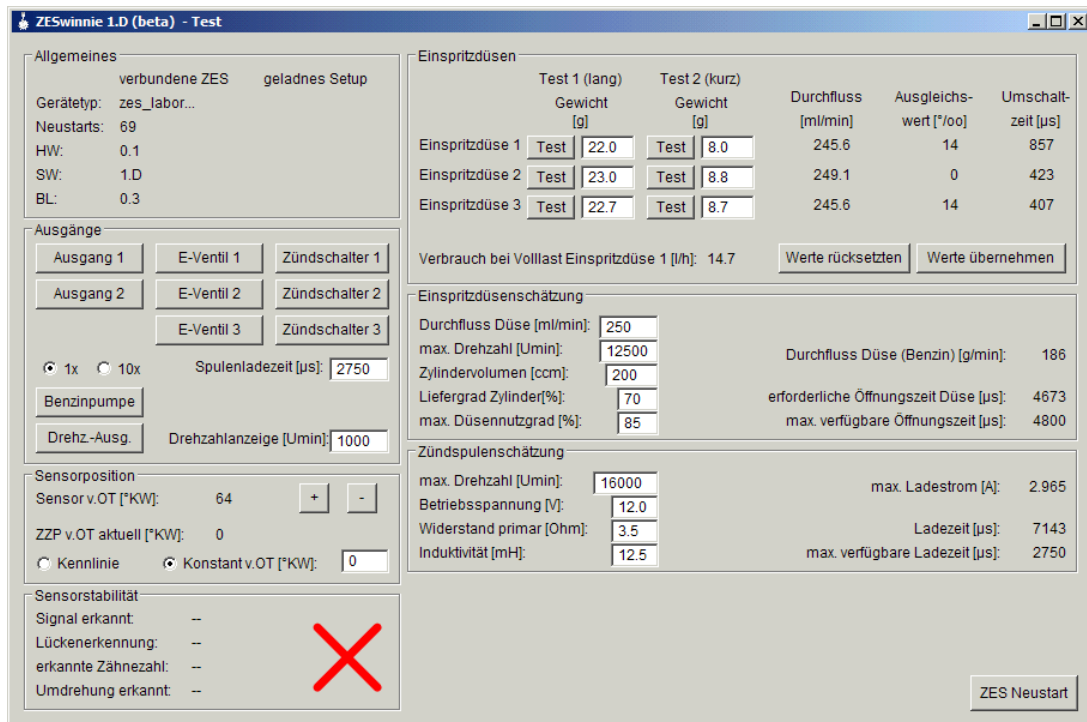 ZESwinnie 1.D (beta) - Test
Allgemeines
verbundene ZES geladnes Setup
Gerätetyp: zes_labor...
Neustarts: 69
HW: 0.1
SW: 1.D
BL: 0.3
Ausgänge
Ausgang 1 E-Ventil 1 Zündschalter 1
Ausgang 2 E-Ventil 2 Zündschalter 2
E-Ventil 3 Zündschalter 3
1x 10x Spulenladezeit [µs]: 2750
Benzinpumpe
Drehz.-Ausg. Drehzahlanzeige [Umin]: 1000
Sensorposition
Sensor v.OT [°KW]: 64 + -
ZZP v.OT aktuell [°KW]: 0
Kennlinie Konstant v.OT [°KW]: 0
Sensorstabilität
Signal erkannt: --
Lückenerkennung: --
erkannte Zähnezahl: --
Umdrehung erkannt: --
Einspritzdüsen
Test 1 (lang) Test 2 (kurz)
Gewicht Gewicht Durchfluss Ausgleichs- Umschalt-
[g] [g] [ml/min] wert [°/oo] zeit [µs]
Einspritzdüse 1 Test 22.0 Test 8.0 245.6 14 857
Einspritzdüse 2 Test 23.0 Test 8.8 249.1 0 423
Einspritzdüse 3 Test 22.7 Test 8.7 245.6 14 407
Verbrauch bei Volllast Einspritzdüse 1 [l/h]: 14.7 Werte rücksetzten Werte übernehmen
Einspritzdüsenschätzung
Durchfluss Düse [ml/min]: 250
max. Drehzahl [Umin]: 12500 Durchfluss Düse (Benzin) [g/min]: 186
Zylindervolumen [ccm]: 200
Liefergrad Zylinder[%]: 70 erforderliche Öffnungszeit Düse [µs]: 4673
max. Düsennutzgrad [%]: 85 max. verfügbare Öffnungszeit [µs]: 4800
Zündspulenschätzung
max. Drehzahl [Umin]: 16000 max. Ladestrom [A]: 2.965
Betriebsspannung [V]: 12.0
Widerstand primar [Ohm]: 3.5 Ladezeit [µs]: 7143
Induktivität [mH]: 12.5 max. verfügbare Ladezeit [µs]: 2750
ZES Neustart